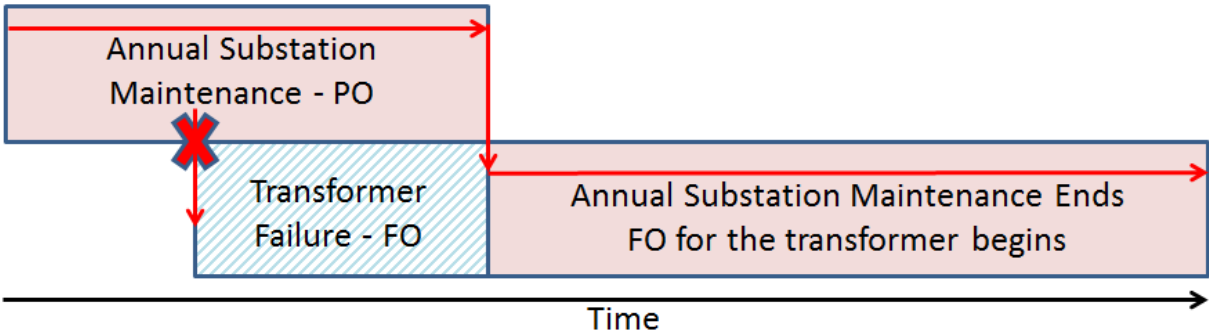 Annual Substation
Maintenance - PO
Transformer
Failure - FO
Annual Substation Maintenance Ends
FO for the transformer begins
Time